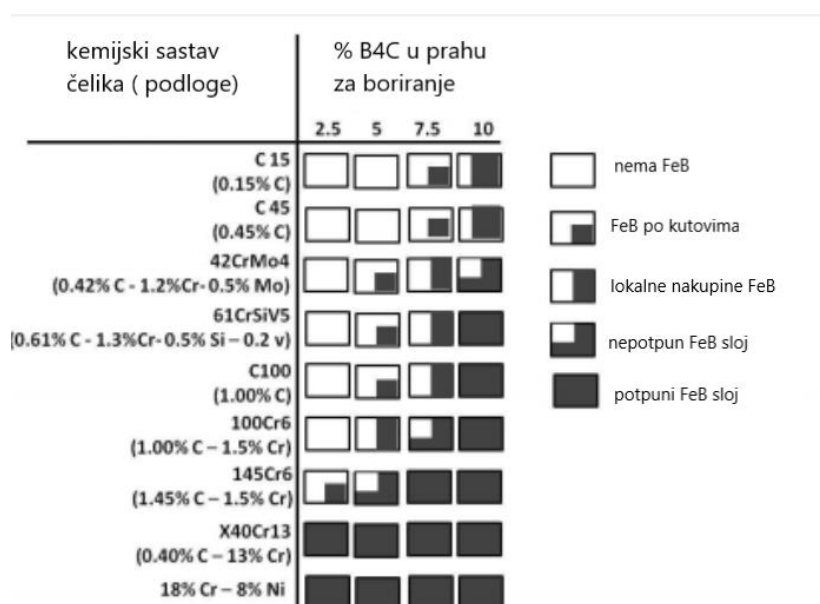 kemijski sastav
čelika ( podloge)
% B4C u prahu
za boriranje
2.5 5 7.5 10
C 15
(0.15% C)
C 45
(0.45% C)
42CrMo4
(0.42% C - 1.2%Cr- 0.5% Mo)
61CrSiV5
(0.61% C - 1.3%Cr- 0.5% Si – 0.2 v)
C100
(1.00% C)
100Cr6
(1.00% C – 1.5% Cr)
145Cr6
(1.45% C – 1.5% Cr)
X40Cr13
(0.40% C – 13% Cr)
18% Cr – 8% Ni
nema FeB
FeB po kutovima
lokalne nakupine FeB
nepotpun FeB sloj
potpuni FeB sloj